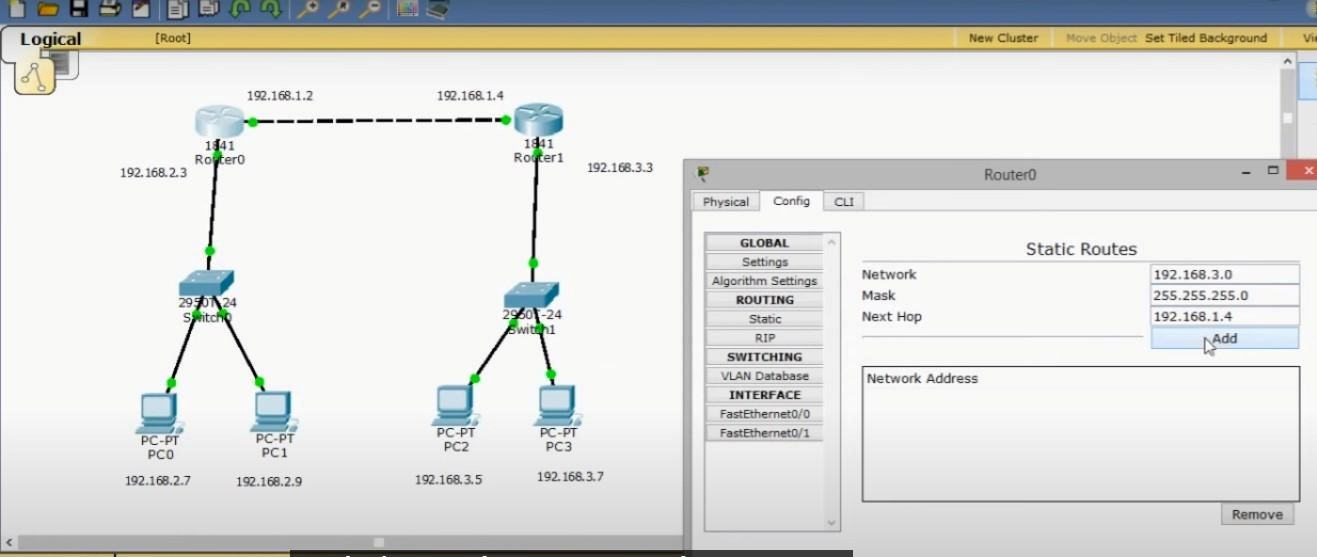 Logical
[Root]
New Cluster
Move Object
Set Tiled Background
192.168.1.2
192.168.1.4
1841
Router0
1841
Router1
192.168.2.3
192.168.3.3
2950T-24
Switch0
2950T-24
Switch1
PC-PT
PC0
PC-PT
PC1
PC-PT
PC2
PC-PT
PC3
192.168.2.7
192.168.2.9
192.168.3.5
192.168.3.7
Router0
Physical
Config
CLI
GLOBAL
Settings
Algorithm Settings
ROUTING
Static
RIP
SWITCHING
VLAN Database
INTERFACE
FastEthernet0/0
FastEthernet0/1
Static Routes
Network 192.168.3.0
Mask 255.255.255.0
Next Hop 192.168.1.4
Add
Network Address
Remove